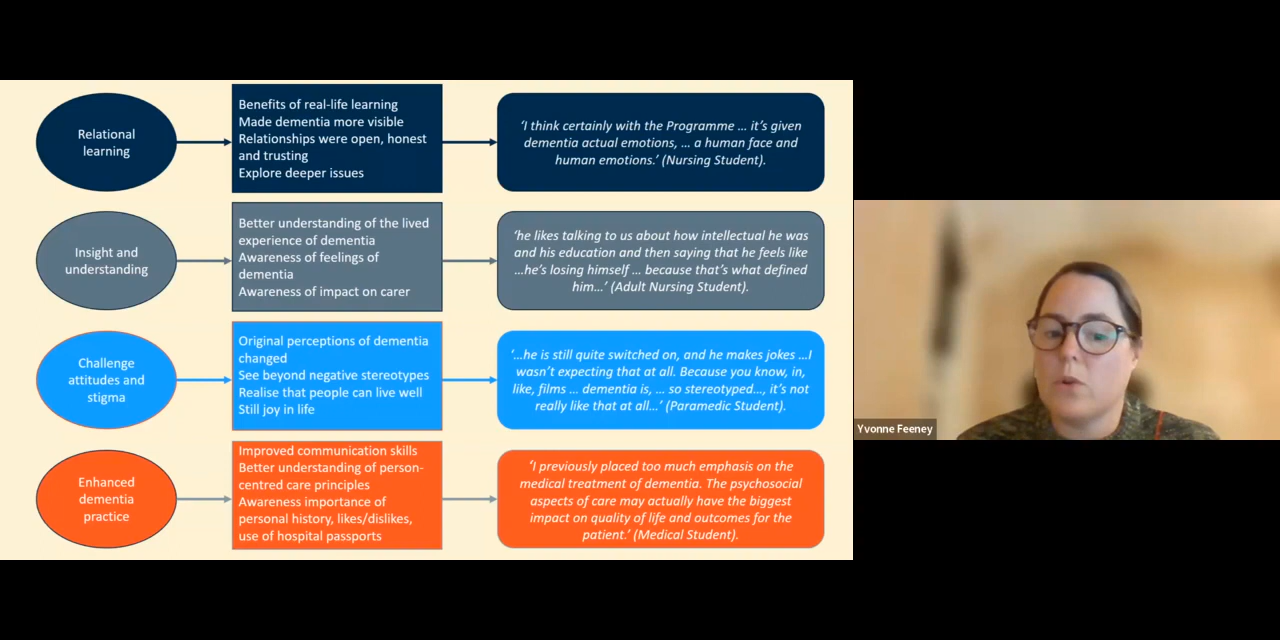 Relational
learning
Benefits of real-life learning
Made dementia more visible
Relationships were open, honest
and trusting
Explore deeper issues
‘I think certainly with the Programme … it’s given
dementia actual emotions, … a human face and
human emotions.’ (Nursing Student).
Insight and
understanding
Better understanding of the lived
experience of dementia
Awareness of feelings of
dementia
Awareness of impact on carer
‘he likes talking to us about how intellectual he was
and his education and then saying that he feels like
…he’s losing himself … because that’s what defined
him…’ (Adult Nursing Student).
Challenge
attitudes and
stigma
Original perceptions of dementia
changed
See beyond negative stereotypes
Realise that people can live well
Still joy in life
‘…he is still quite switched on, and he makes jokes …I
wasn’t expecting that at all. Because you know, in,
like, films … dementia is, … so stereotyped…, it’s not
really like that at all…’ (Paramedic Student).
Enhanced
dementia
practice
Improved communication skills
Better understanding of person-
centred care principles
Awareness importance of
personal history, likes/dislikes,
use of hospital passports
‘I previously placed too much emphasis on the
medical treatment of dementia. The psychosocial
aspects of care may actually have the biggest
impact on quality of life and outcomes for the
patient.’ (Medical Student).
Yvonne Feeney